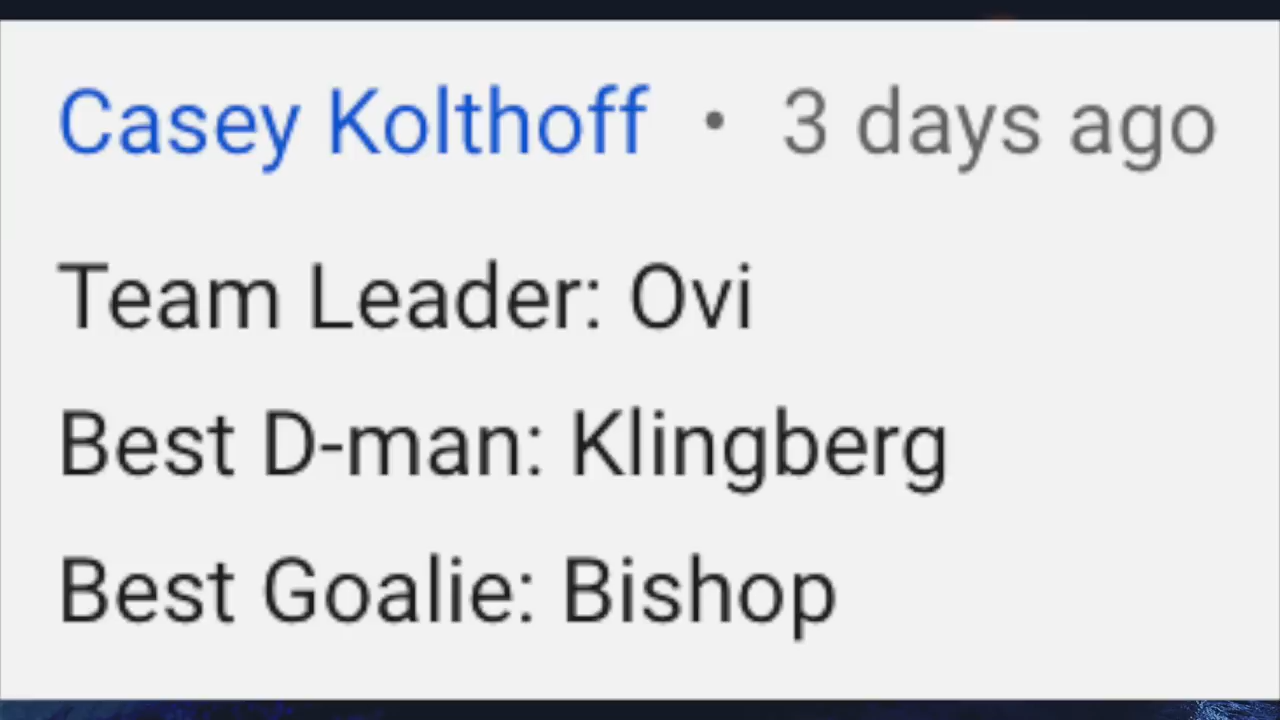 Casey Kolthoff • 3 days ago
Team Leader: Ovi
Best D-man: Klingberg
Best Goalie: Bishop